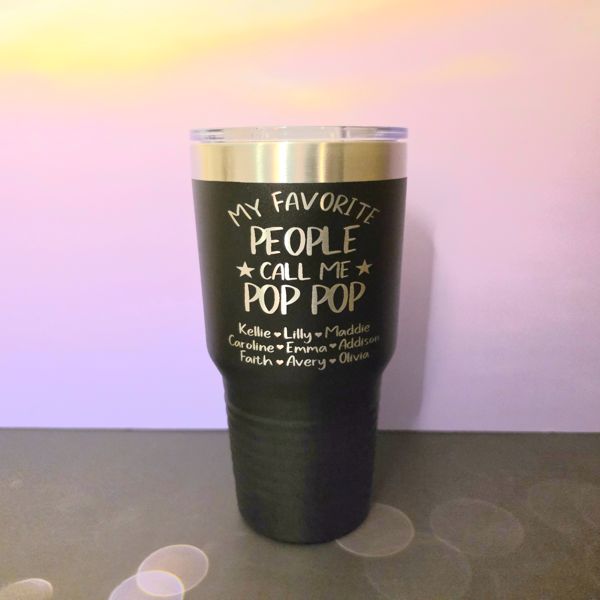 MY FAVORITE
PEOPLE
★ CALL ME ★
POP POP
Kellie ♥ Lilly ♥ Maddie
Caroline ♥ Emma ♥ Addison
Faith ♥ Avery ♥ Olivia